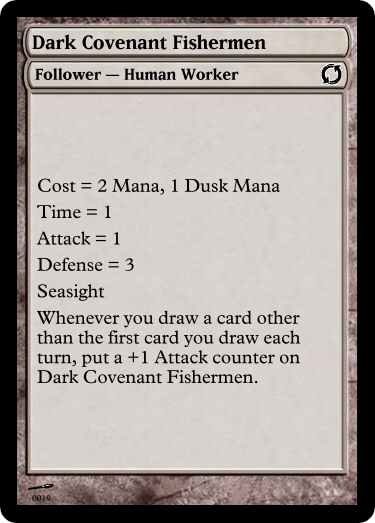 Dark Covenant Fishermen
Follower — Human Worker
Cost = 2 Mana, 1 Dusk Mana
Time = 1
Attack = 1
Defense = 3
Seasight
Whenever you draw a card other
than the first card you draw each
turn, put a +1 Attack counter on
Dark Covenant Fishermen.
0019